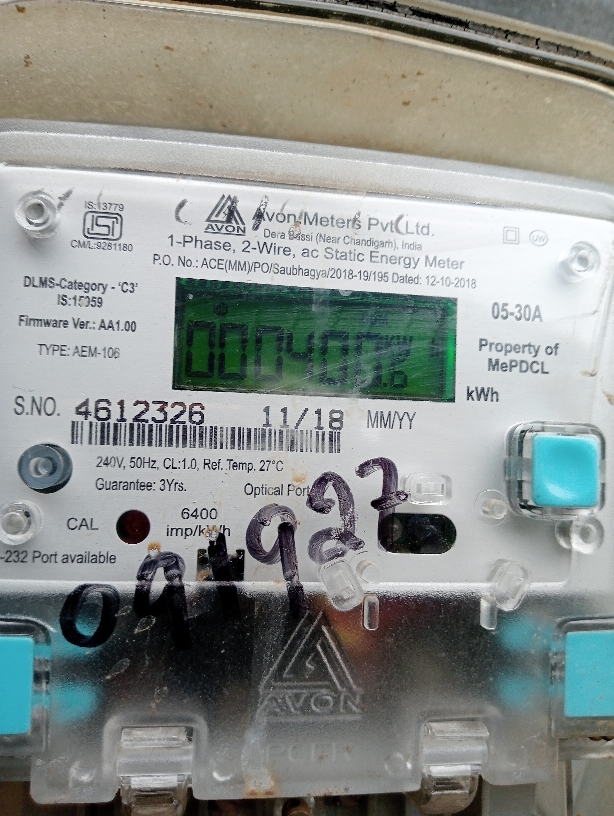 IS:13779
CM/L:9281180
AVON
Avon Meters Pvt. Ltd.
Dera Bassi (Near Chandigarh), India
1-Phase, 2-Wire, ac Static Energy Meter
P.O. No.: ACE(MM)/PO/Saubhagya/2018-19/195 Dated: 12-10-2018
DLMS-Category - 'C3'
IS:15959
Firmware Ver.: AA1.00
TYPE: AEM-106
05-30A
Property of
MePDCL
kWh
S.NO. 4612326 11/18 MM/YY
240V, 50Hz, CL:1.0, Ref. Temp. 27°C
Guarantee: 3Yrs. Optical Port
CAL
6400
imp/kWh
-232 Port available
AVON